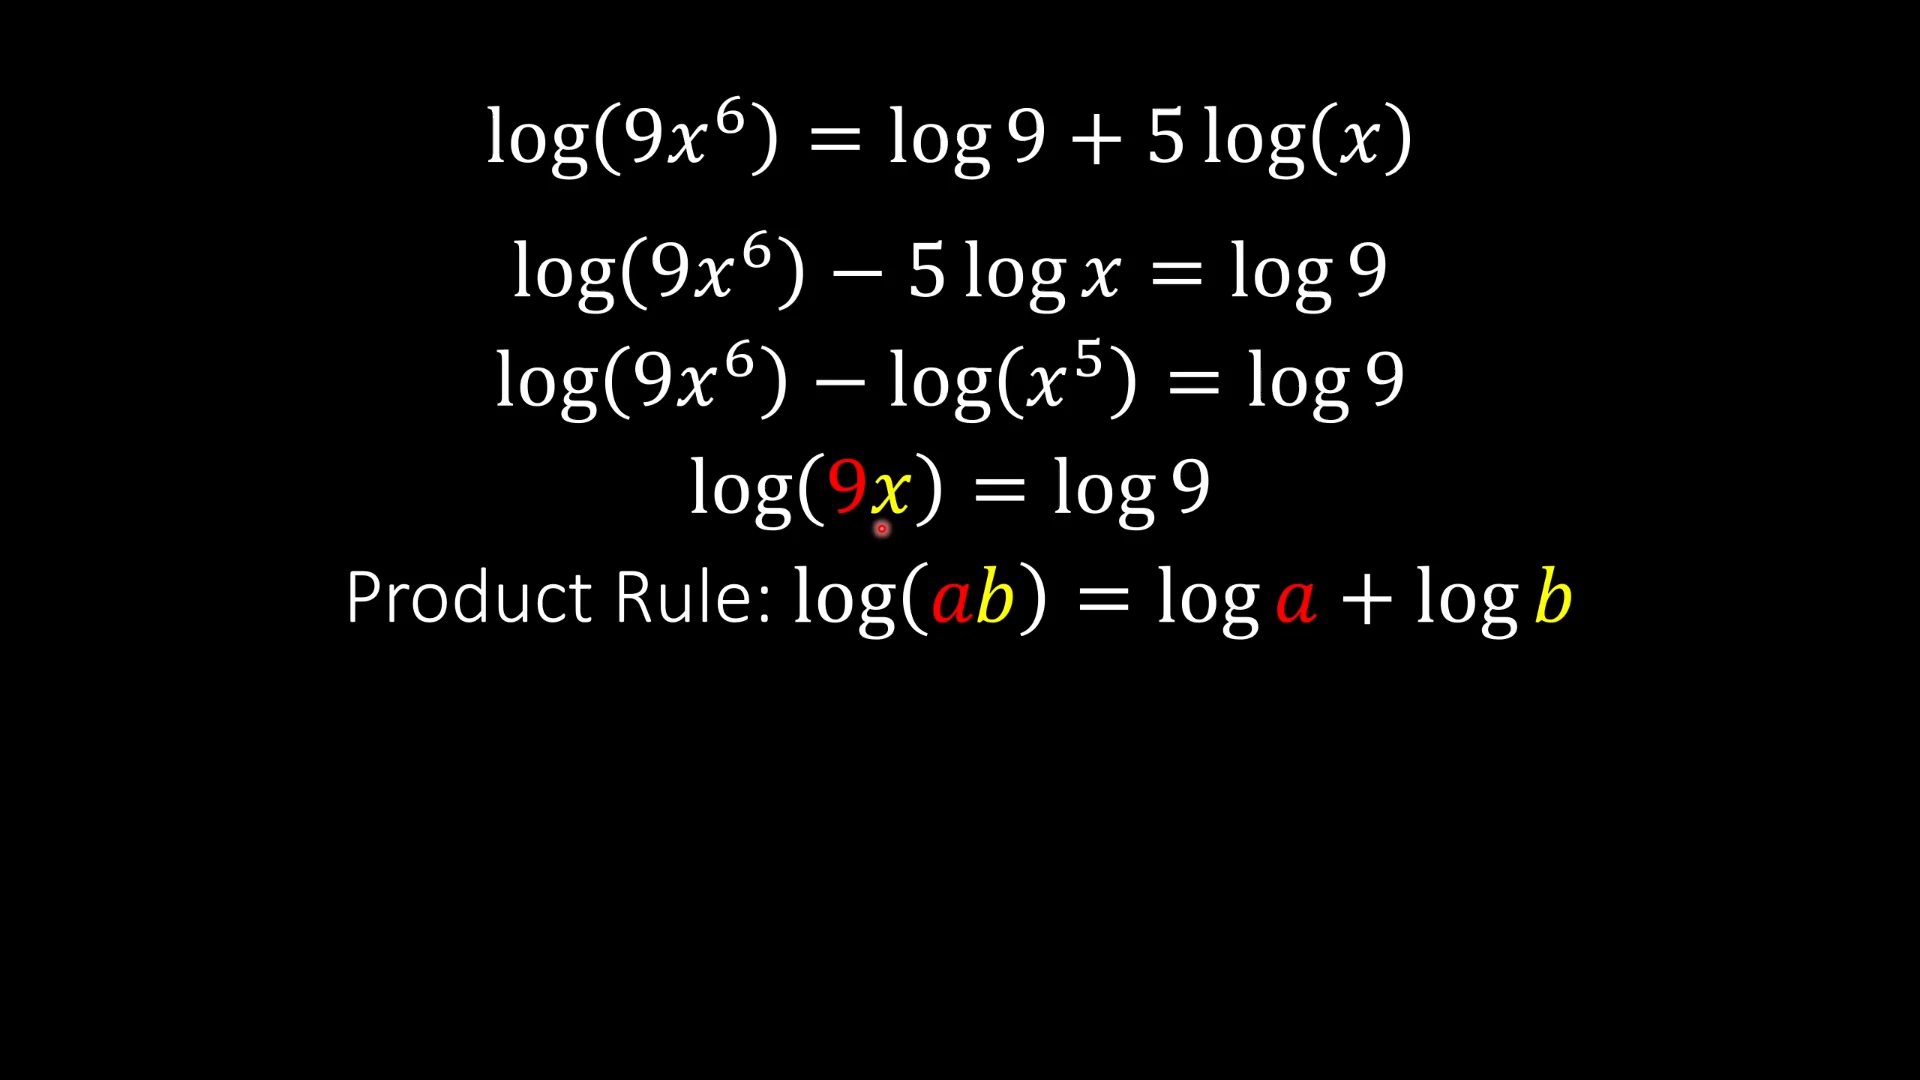 log(9x⁶) = log 9 + 5 log(x)
log(9x⁶) − 5 log x = log 9
log(9x⁶) − log(x⁵) = log 9
log(9x) = log 9
Product Rule: log(ab) = log a + log b